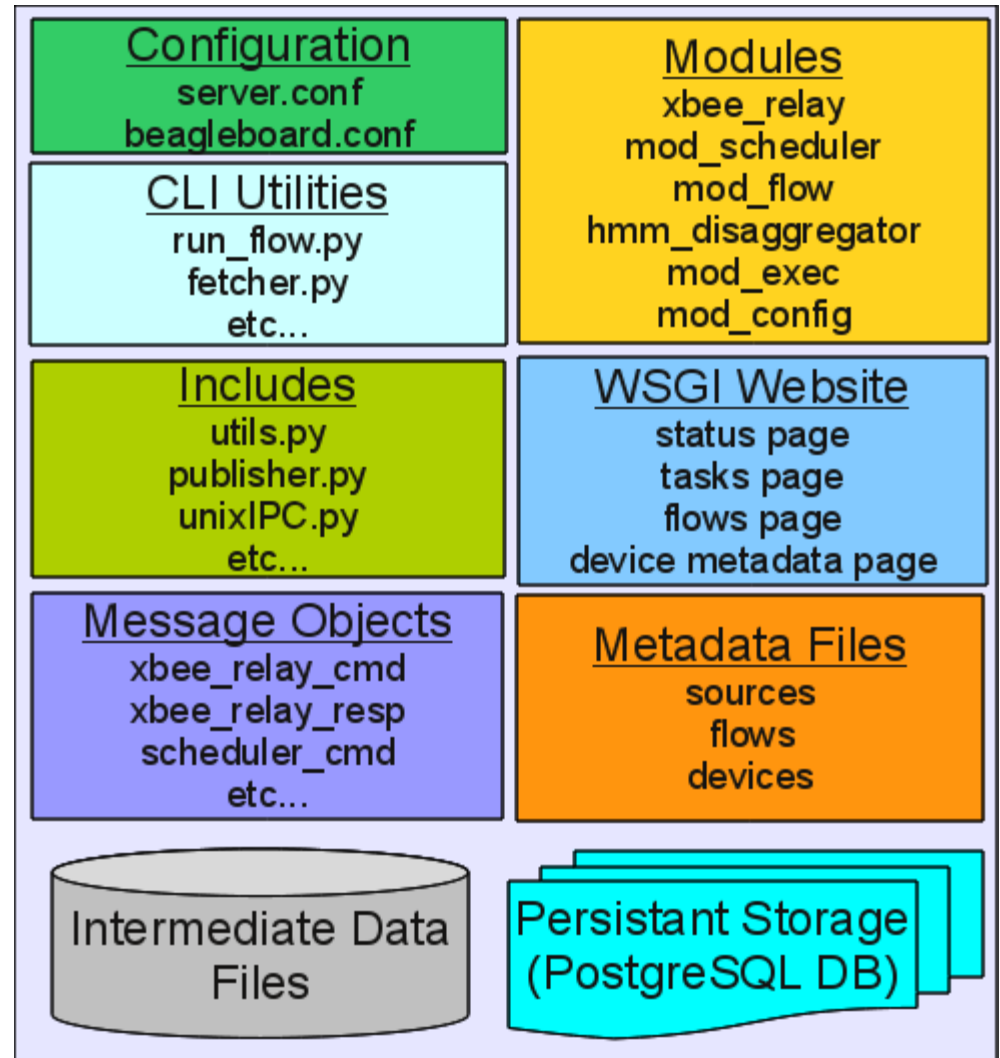 Configuration
server.conf
beagleboard.conf
CLI Utilities
run_flow.py
fetcher.py
etc...
Includes
utils.py
publisher.py
unixIPC.py
etc...
Message Objects
xbee_relay_cmd
xbee_relay_resp
scheduler_cmd
etc...
Modules
xbee_relay
mod_scheduler
mod_flow
hmm_disaggregator
mod_exec
mod_config
WSGI Website
status page
tasks page
flows page
device metadata page
Metadata Files
sources
flows
devices
Intermediate Data
Files
Persistant Storage
(PostgreSQL DB)